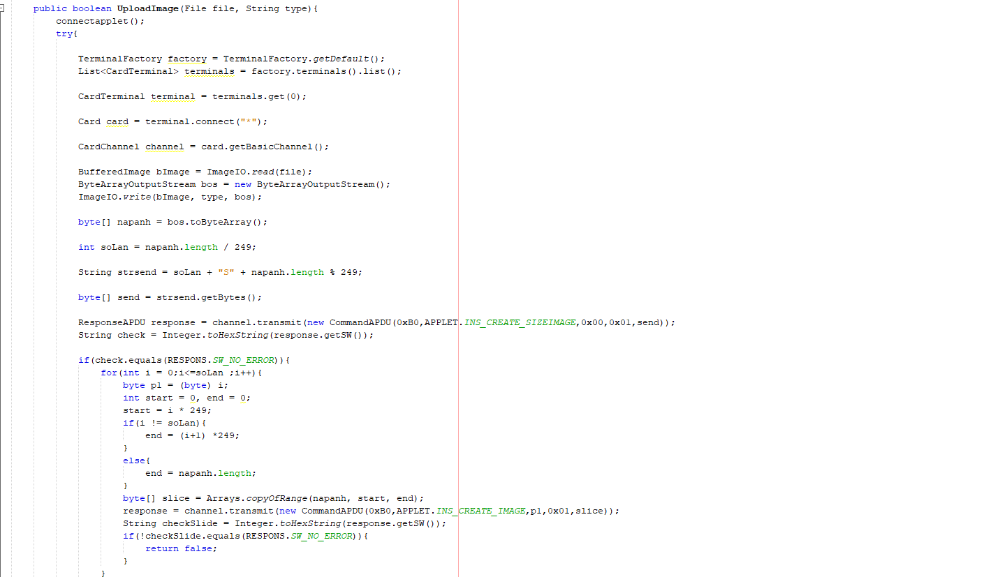 public boolean UploadImage(File file, String type){
connectapplet();
try{
TerminalFactory factory = TerminalFactory.getDefault();
List<CardTerminal> terminals = factory.terminals().list();
CardTerminal terminal = terminals.get(0);
Card card = terminal.connect("*");
CardChannel channel = card.getBasicChannel();
BufferedImage bImage = ImageIO.read(file);
ByteArrayOutputStream bos = new ByteArrayOutputStream();
ImageIO.write(bImage, type, bos);
byte[] napanh = bos.toByteArray();
int soLan = napanh.length / 249;
String strsend = soLan + "S" + napanh.length % 249;
byte[] send = strsend.getBytes();
ResponseAPDU response = channel.transmit(new CommandAPDU(0xB0,APPLET.INS_CREATE_SIZEIMAGE,0x00,0x01,send));
String check = Integer.toHexString(response.getSW());
if(check.equals(RESPONS.SW_NO_ERROR)){
for(int i = 0;i<=soLan ;i++){
byte p1 = (byte) i;
int start = 0, end = 0;
start = i * 249;
if(i != soLan){
end = (i+1) *249;
}
else{
end = napanh.length;
}
byte[] slice = Arrays.copyOfRange(napanh, start, end);
response = channel.transmit(new CommandAPDU(0xB0,APPLET.INS_CREATE_IMAGE,p1,0x01,slice));
String checkSlide = Integer.toHexString(response.getSW());
if(!checkSlide.equals(RESPONS.SW_NO_ERROR)){
return false;
}
}